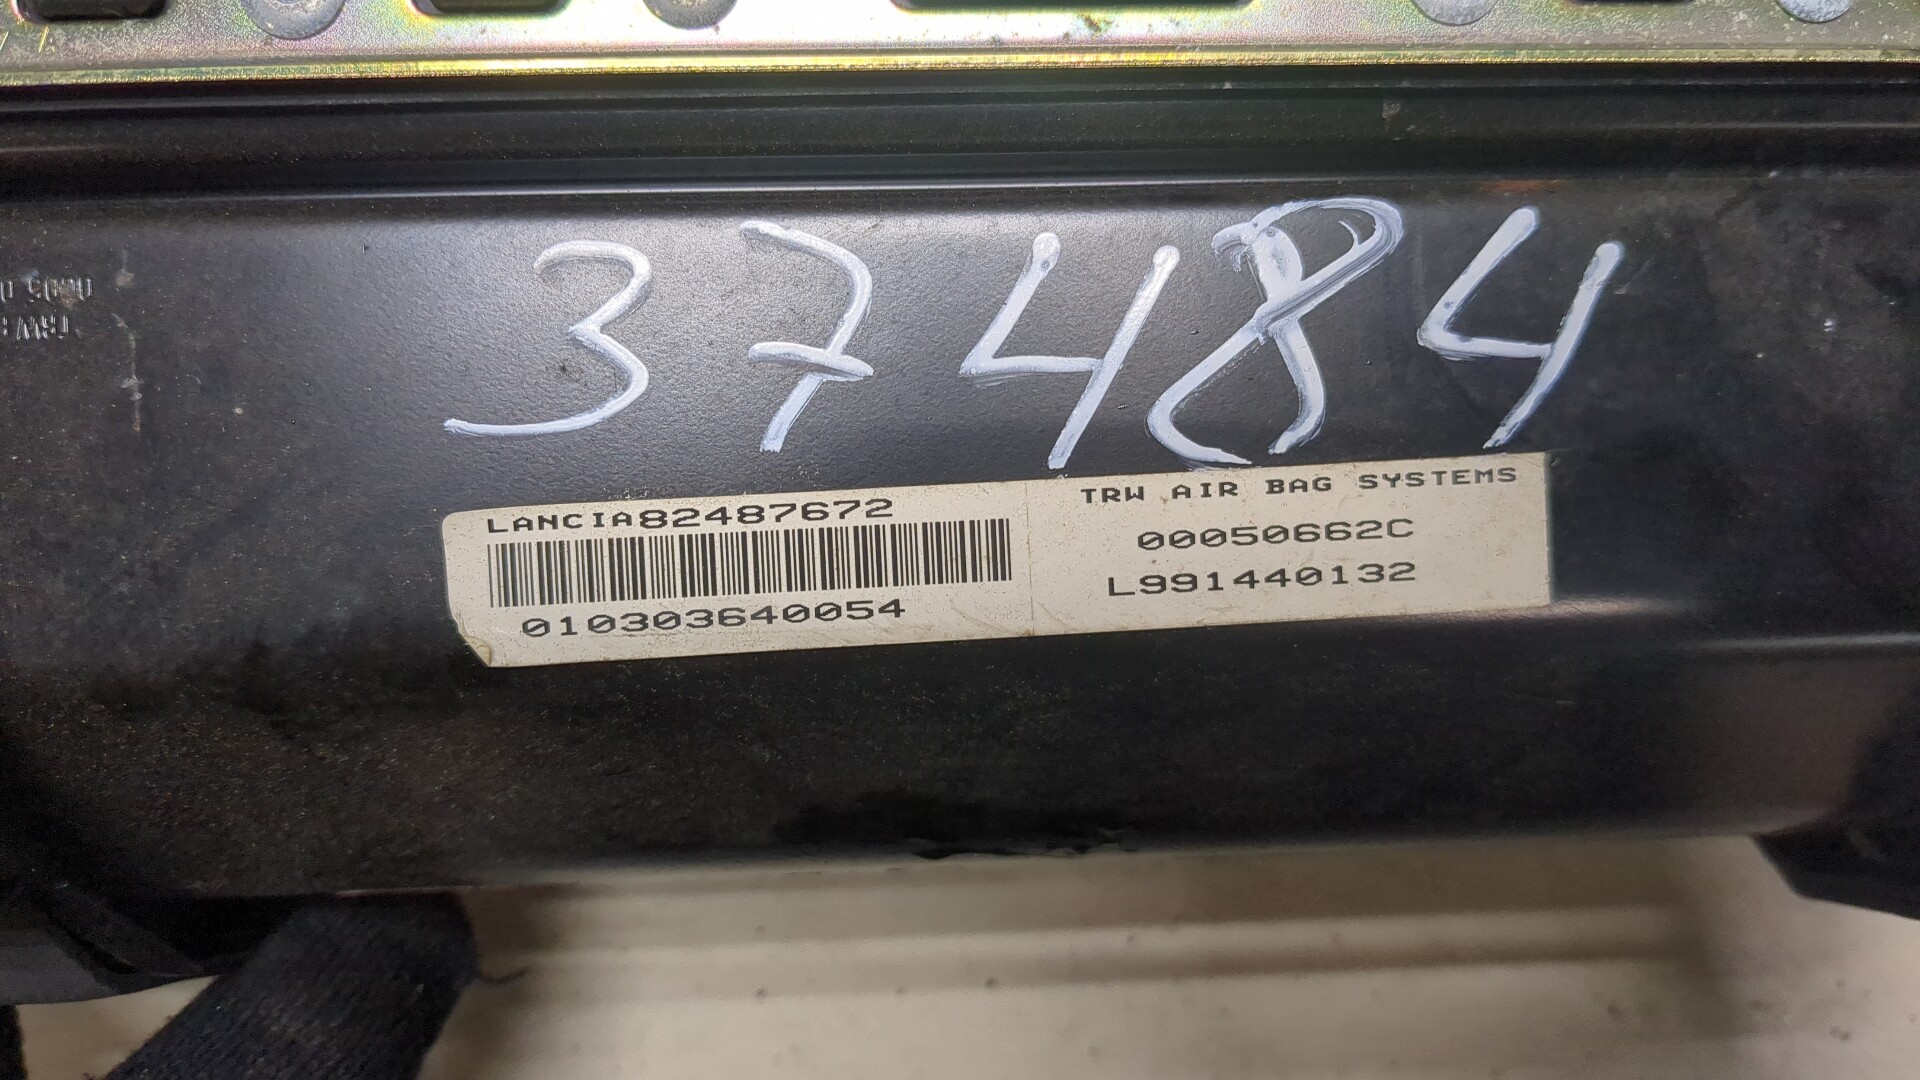 37484
LANCIA82487672
010303640054
TRW AIR BAG SYSTEMS
00050662C
L991440132